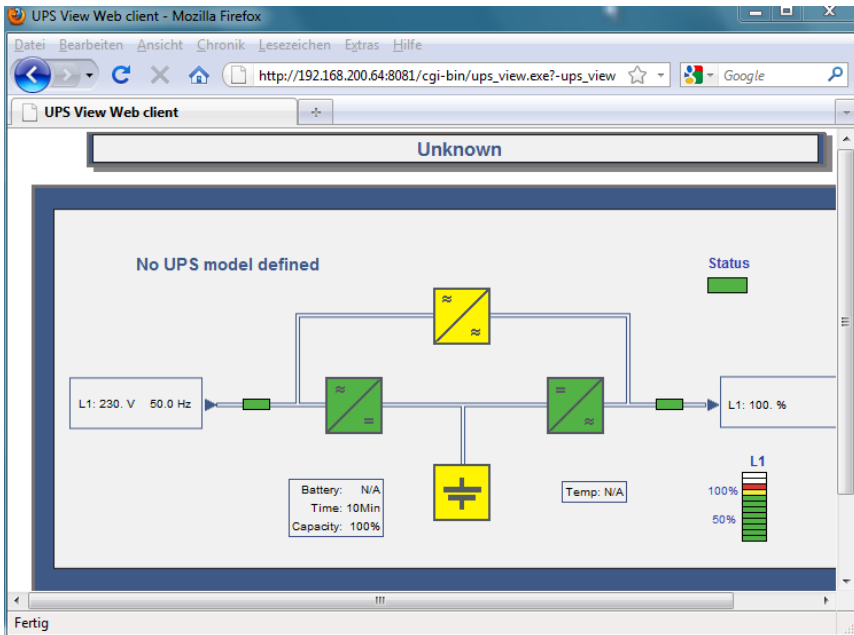 UPS View Web client - Mozilla Firefox
Datei Bearbeiten Ansicht Chronik Lesezeichen Extras Hilfe
http://192.168.200.64:8081/cgi-bin/ups_view.exe?-ups_view
Google
UPS View Web client
Unknown
No UPS model defined
Status
L1: 230. V 50.0 Hz
L1: 100. %
Battery: N/A
Time: 10Min
Capacity: 100%
Temp: N/A
L1
100%
50%
Fertig